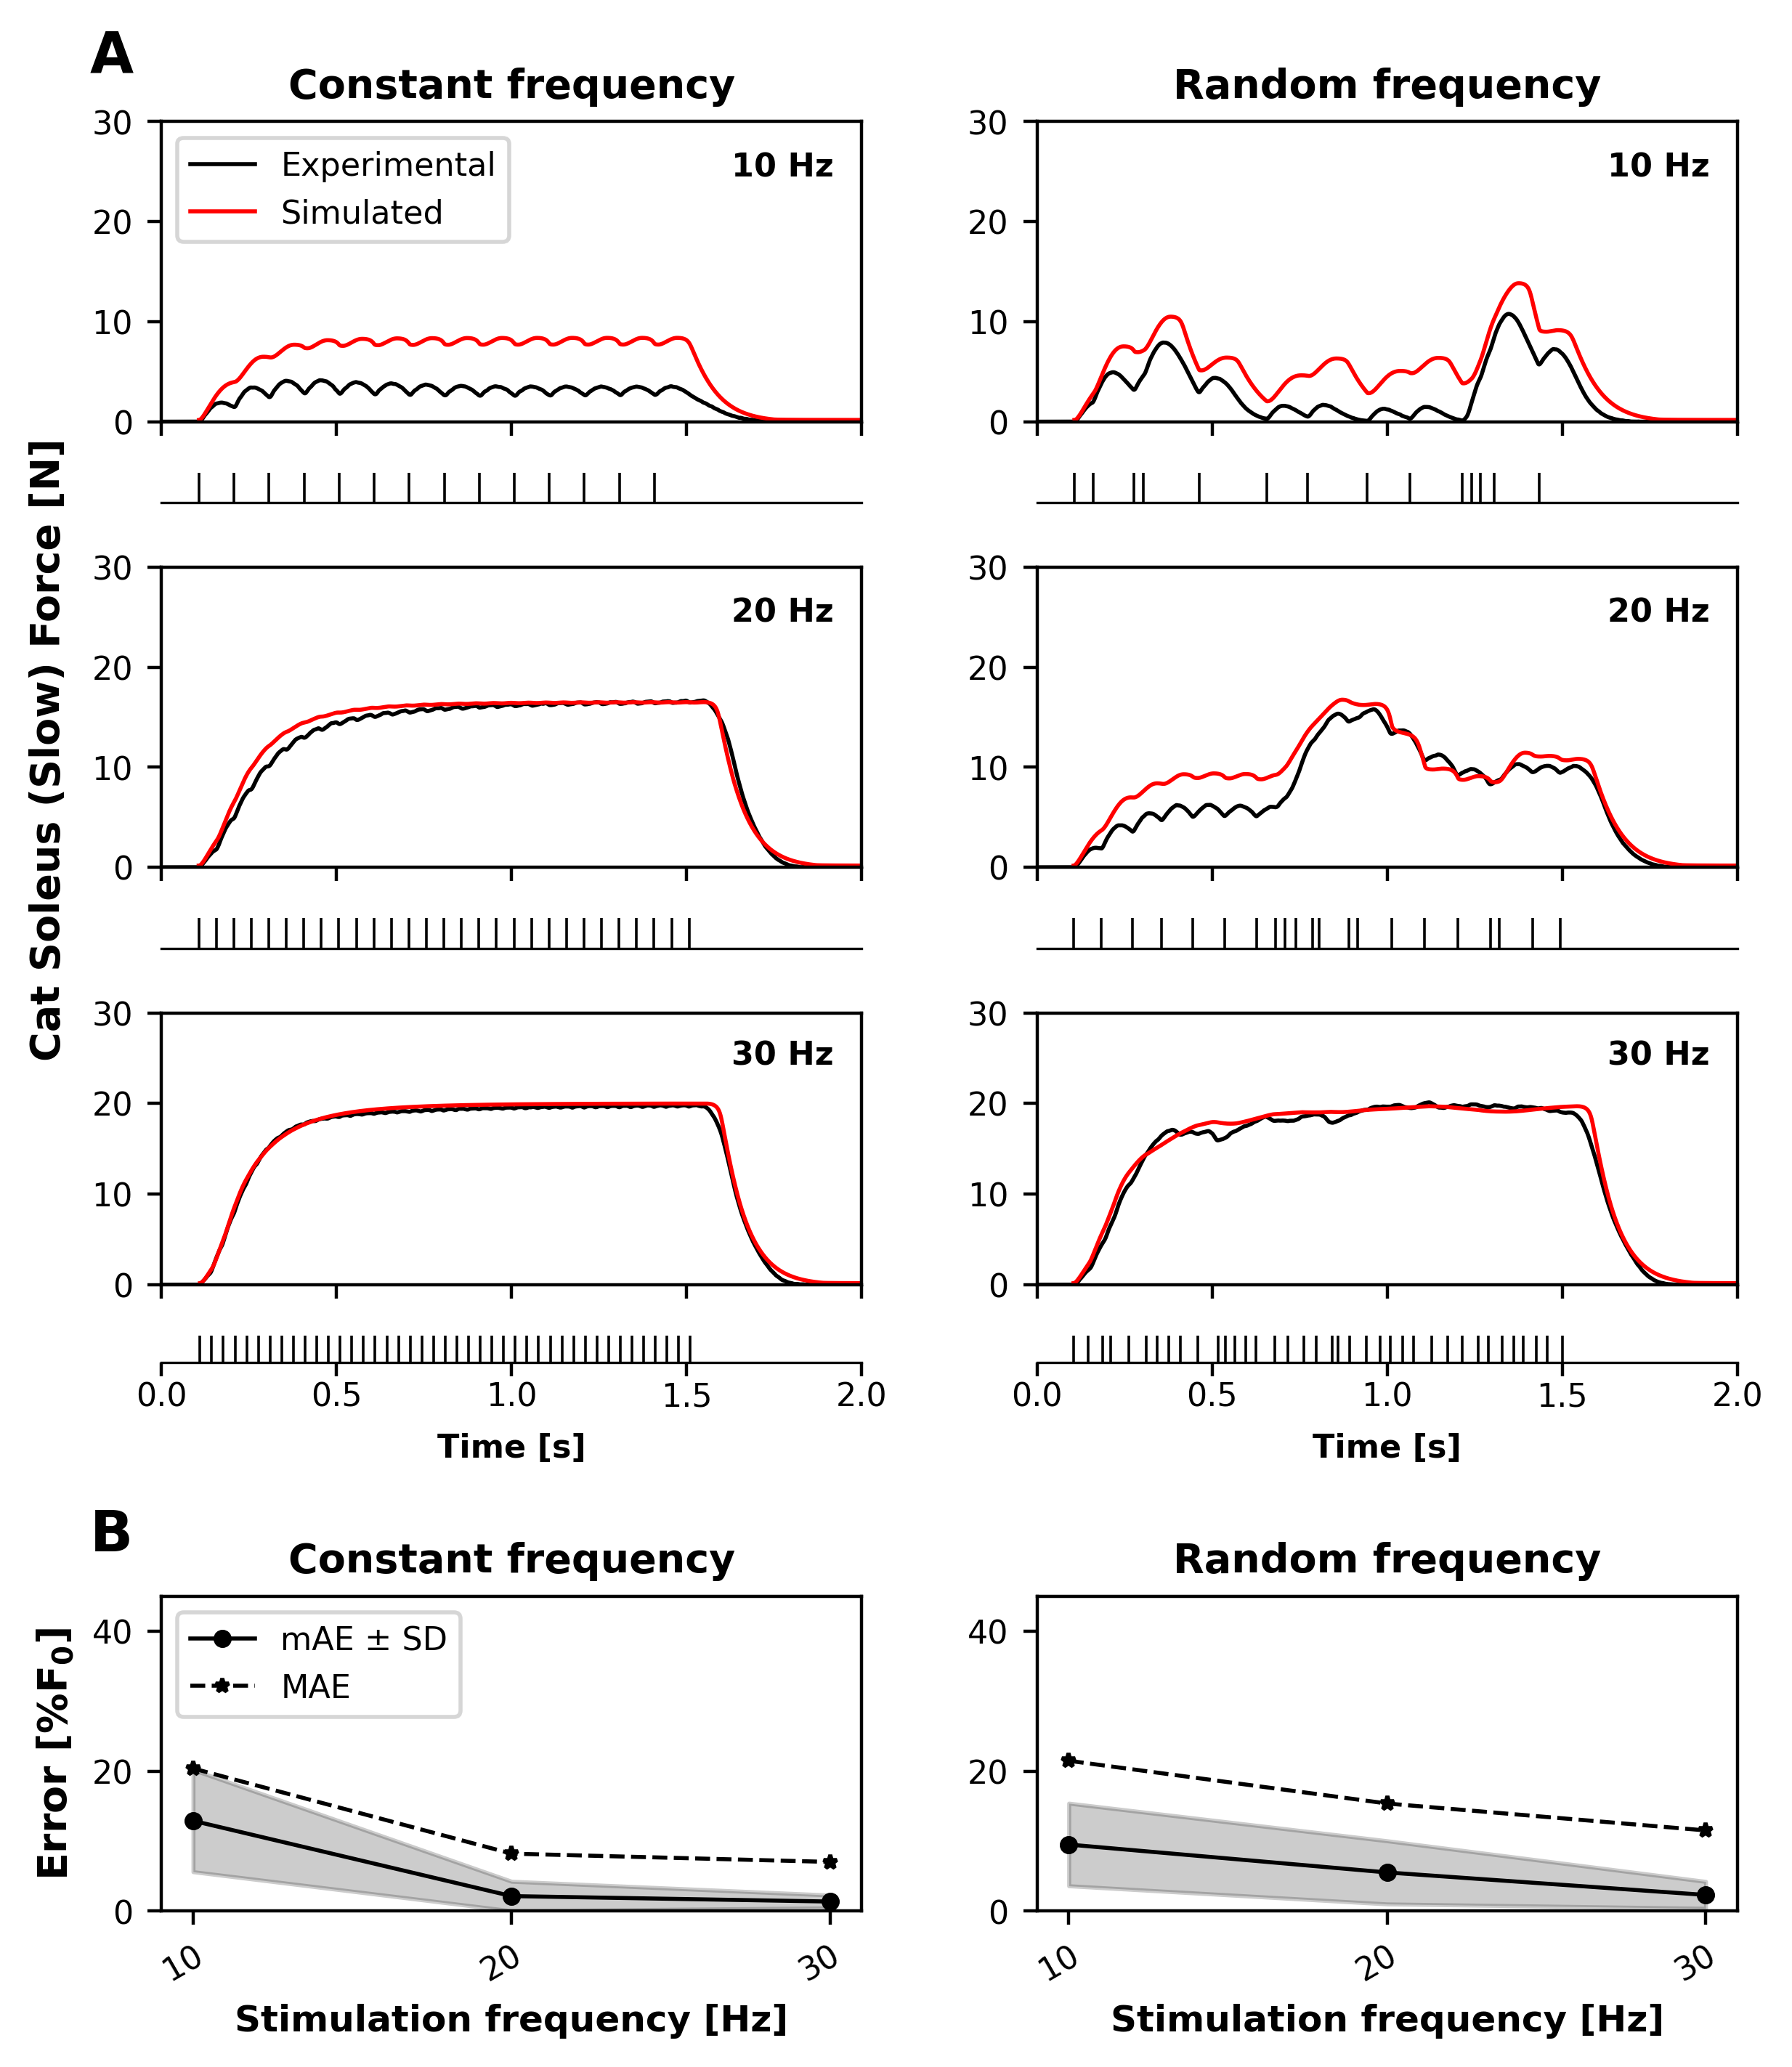 A
Constant frequency
Random frequency
Cat Soleus (Slow) Force [N]
30
20
10
0
Experimental
Simulated
10 Hz
30
20
10
0
10 Hz
30
20
10
0
20 Hz
30
20
10
0
20 Hz
30
20
10
0
30 Hz
30
20
10
0
30 Hz
0.0 0.5 1.0 1.5 2.0
Time [s]
0.0 0.5 1.0 1.5 2.0
Time [s]
B
Constant frequency
Random frequency
Error [%F₀]
40
20
0
mAE ± SD
MAE
40
20
0
10 20 30
Stimulation frequency [Hz]
10 20 30
Stimulation frequency [Hz]